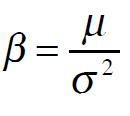 β = μ / σ²